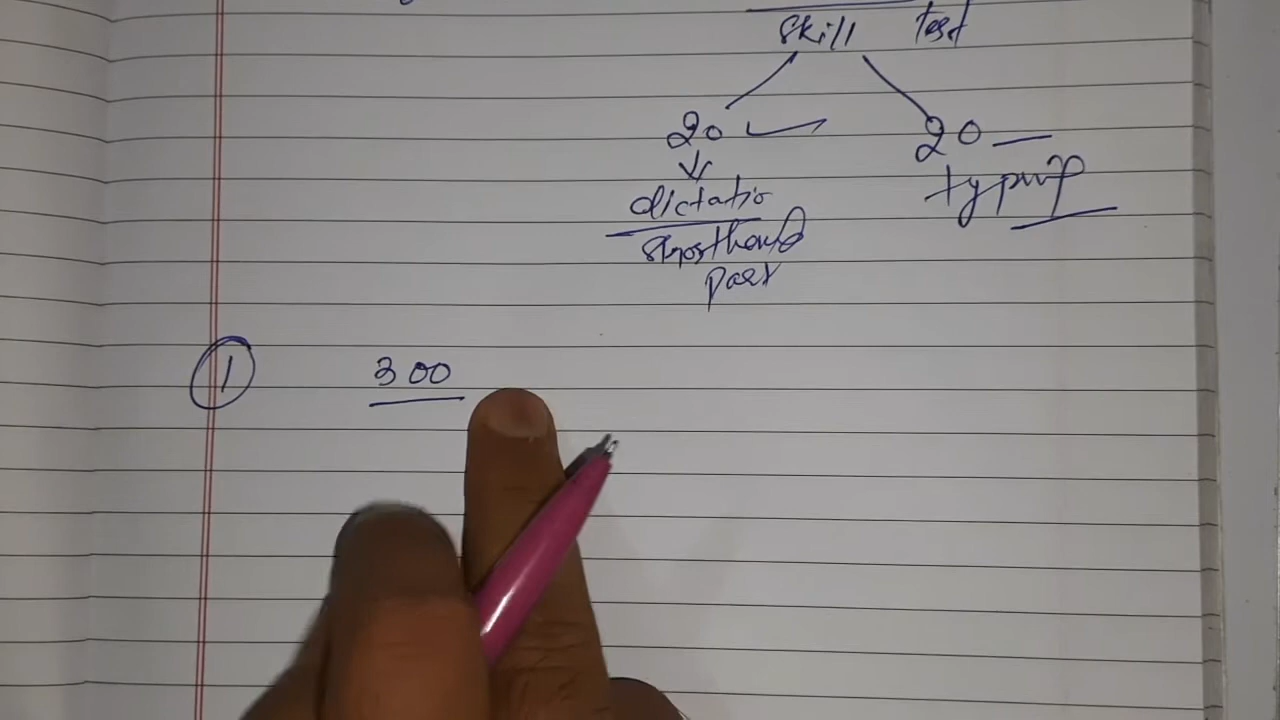 skill test
20 20
dictatio typing
shorthand
part
1 300